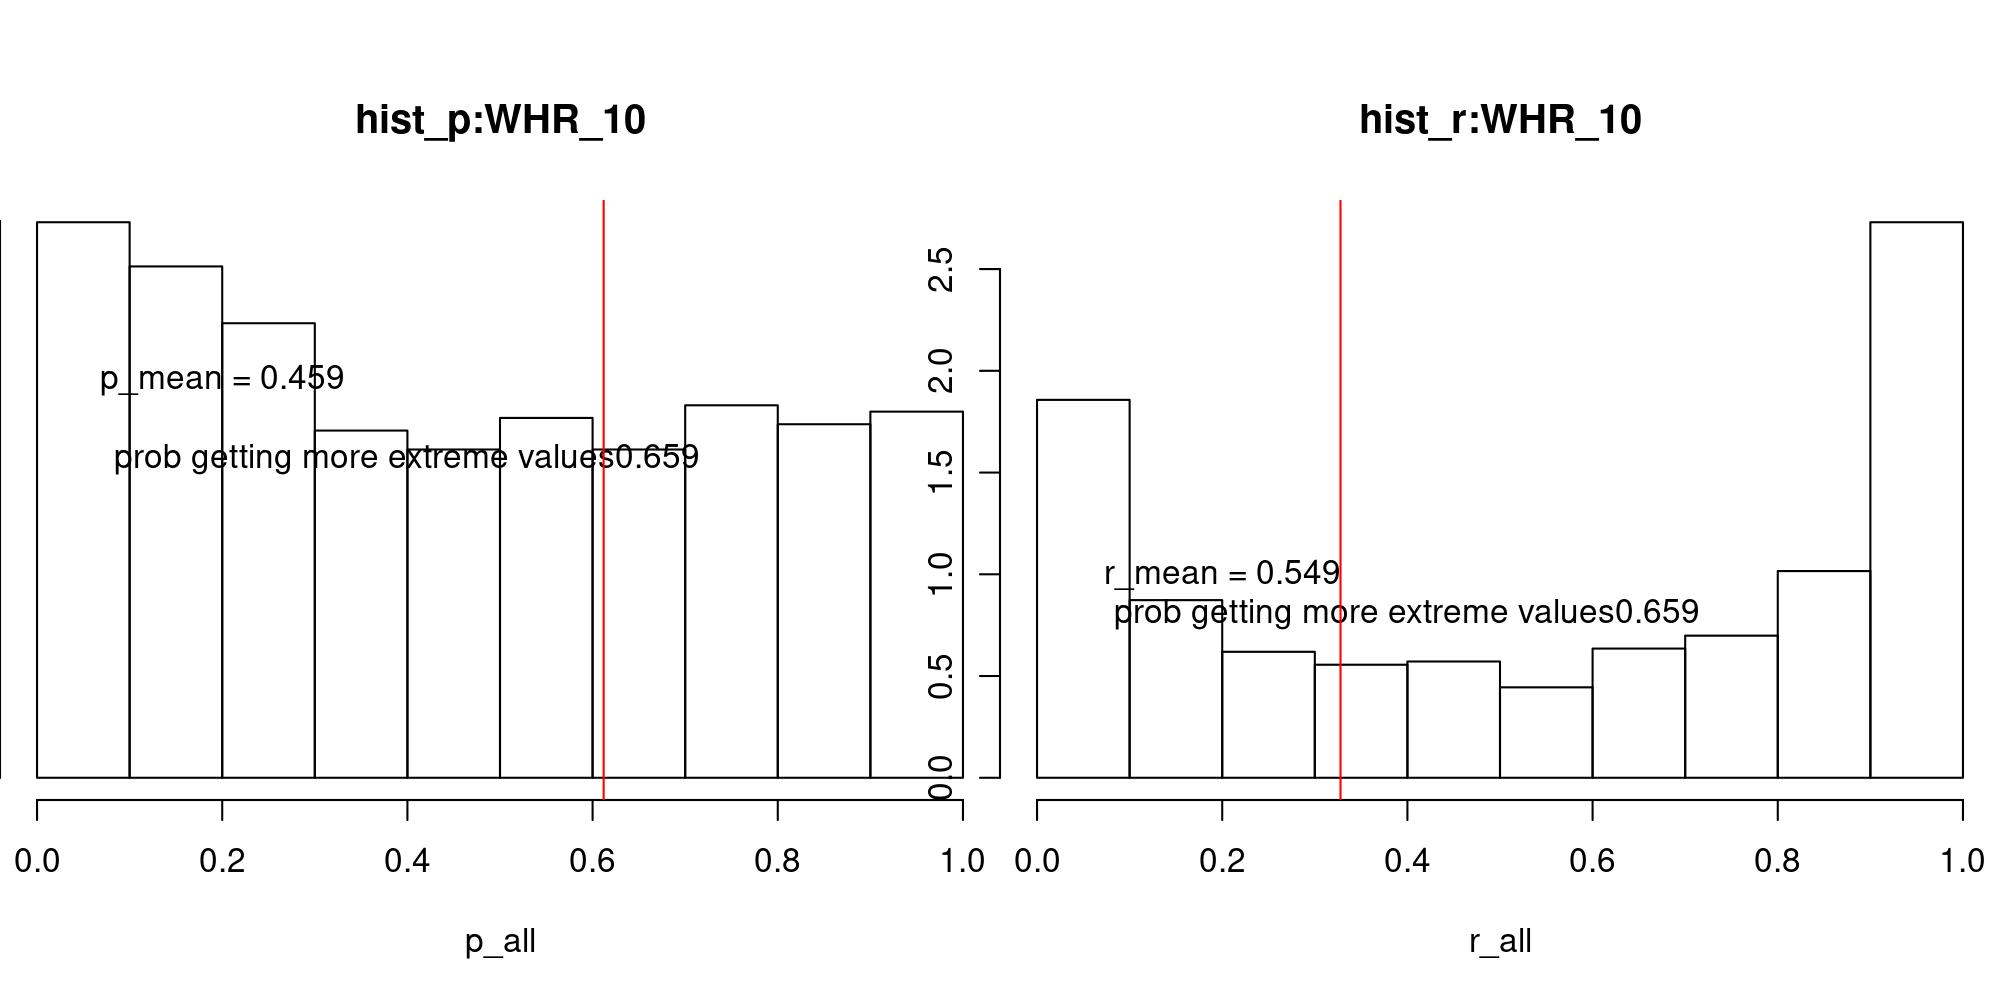 hist_p:WHR_10
p_mean = 0.459
prob getting more extreme values0.659
0.0 0.2 0.4 0.6 0.8 1.0
p_all
hist_r:WHR_10
2.5
2.0
1.5
1.0
0.5
0.0
r_mean = 0.549
prob getting more extreme values0.659
0.0 0.2 0.4 0.6 0.8 1.0
r_all